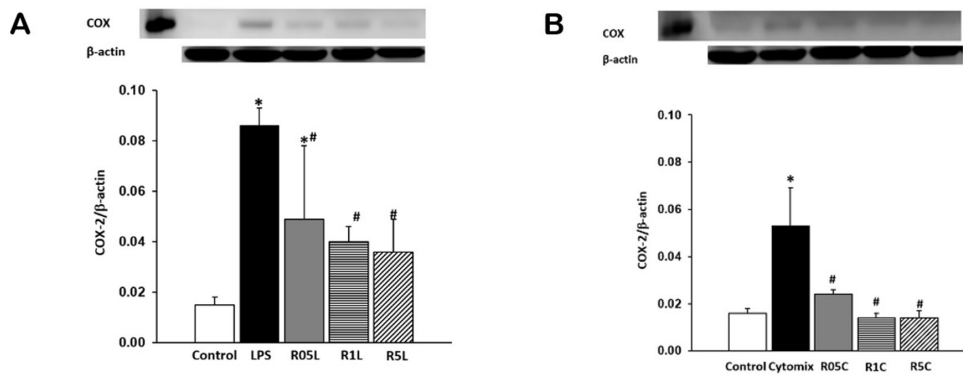 A
COX
β-actin
0.10
0.08
0.06
0.04
0.02
0.00
COX-2/β-actin
*
*#
#
#
Control LPS R05L R1L R5L
B
COX
β-actin
0.10
0.08
0.06
0.04
0.02
0.00
COX-2/β-actin
*
#
#
#
Control Cytomix R05C R1C R5C